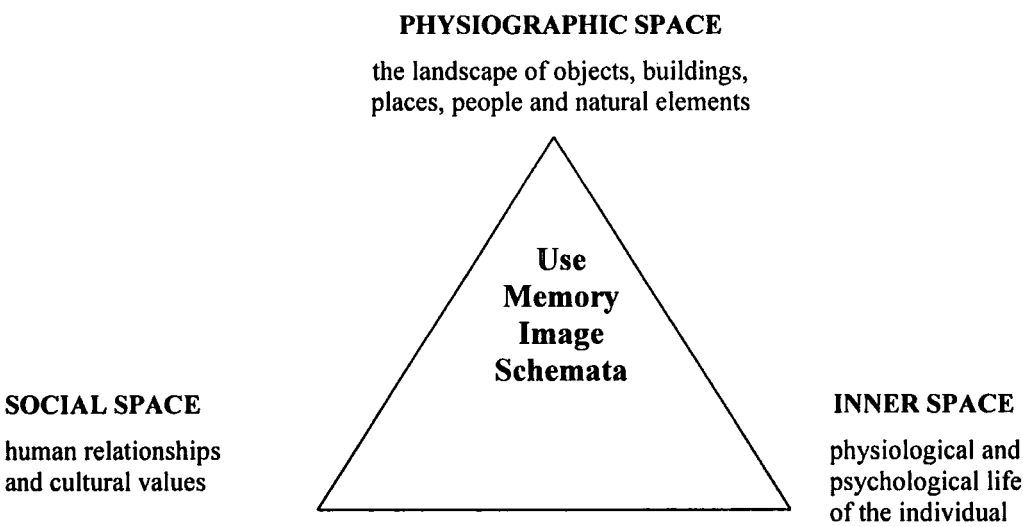 PHYSIOGRAPHIC SPACE
the landscape of objects, buildings,
places, people and natural elements
Use
Memory
Image
Schemata
SOCIAL SPACE
human relationships
and cultural values
INNER SPACE
physiological and
psychological life
of the individual